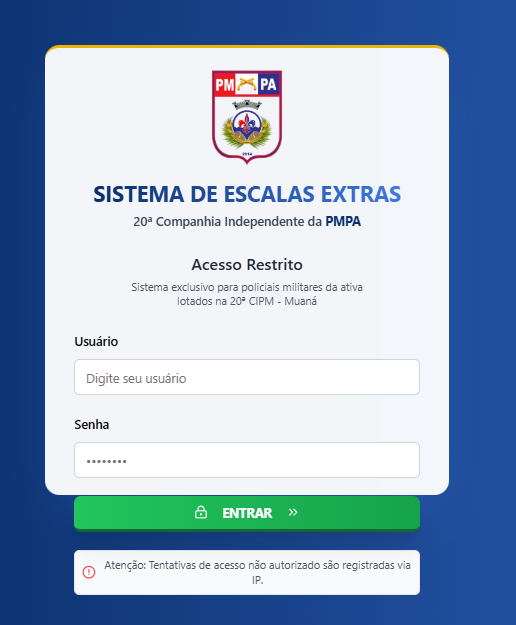 PM PA
2014
SISTEMA DE ESCALAS EXTRAS
20ª Companhia Independente da PMPA
Acesso Restrito
Sistema exclusivo para policiais militares da ativa
lotados na 20ª CIPM - Muaná
Usuário
Digite seu usuário
Senha
••••••••
ENTRAR
Atenção: Tentativas de acesso não autorizado são registradas via
IP.